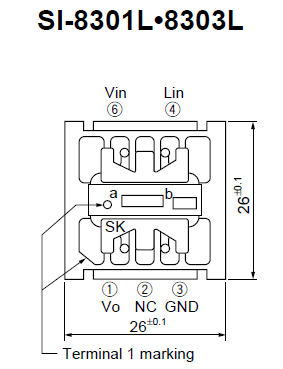 SI-8301L•8303L
Vin Lin
⑥ ④
a b
SK
26±0.1
① ② ③
Vo NC GND
26±0.1
Terminal 1 marking